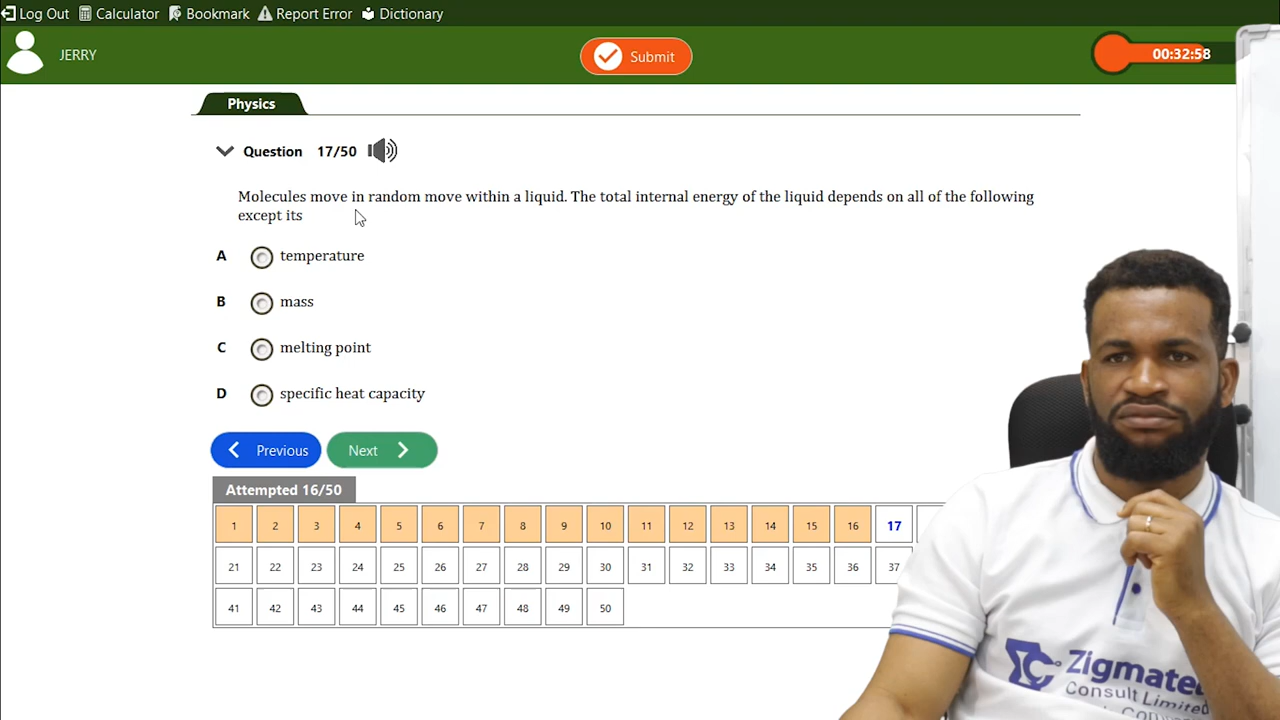 Log Out Calculator Bookmark Report Error Dictionary
JERRY
Submit
00:32:58
Physics
Question 17/50
Molecules move in random move within a liquid. The total internal energy of the liquid depends on all of the following
except its
A temperature
B mass
C melting point
D specific heat capacity
Previous Next
Attempted 16/50
1 2 3 4 5 6 7 8 9 10 11 12 13 14 15 16 17
21 22 23 24 25 26 27 28 29 30 31 32 33 34 35 36 37
41 42 43 44 45 46 47 48 49 50
Zigmate
Consult Limited